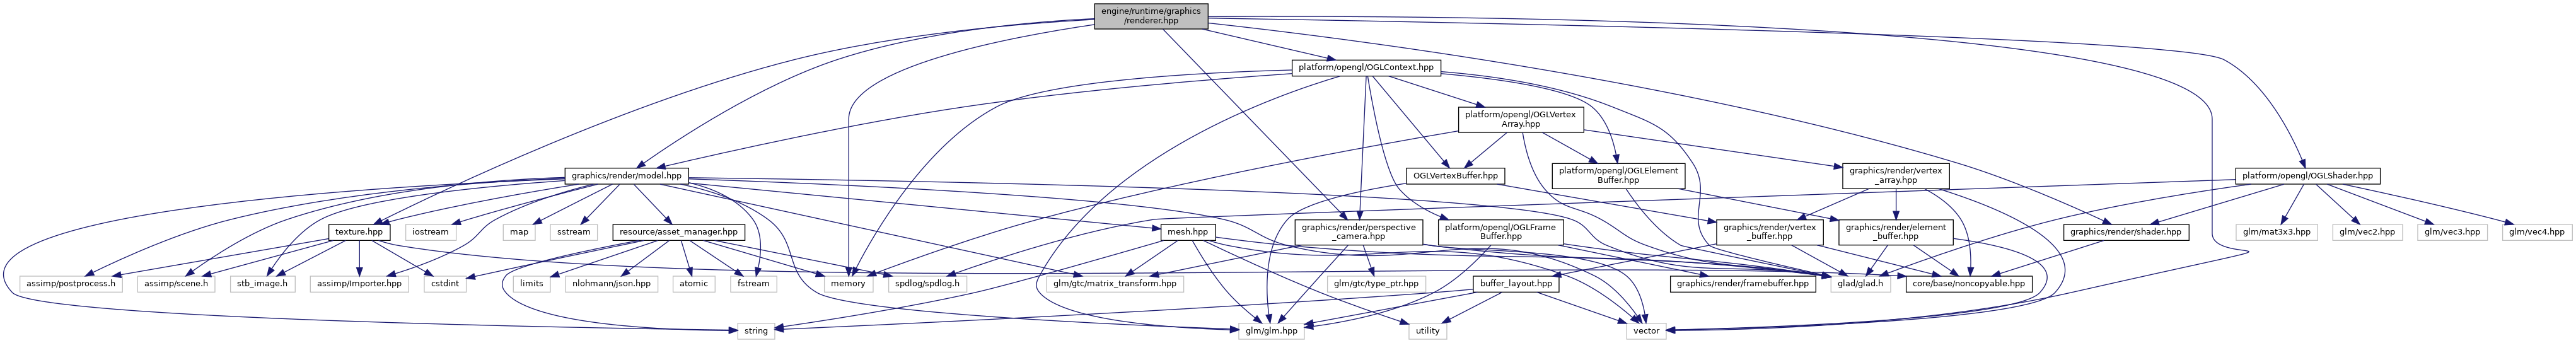 engine/runtime/graphics
/renderer.hpp
platform/opengl/OGLContext.hpp
platform/opengl/OGLVertex
Array.hpp
graphics/render/model.hpp
OGLVertexBuffer.hpp
platform/opengl/OGLElement
Buffer.hpp
graphics/render/vertex
_array.hpp
platform/opengl/OGLShader.hpp
texture.hpp
iostream
map
sstream
resource/asset_manager.hpp
mesh.hpp
graphics/render/perspective
_camera.hpp
platform/opengl/OGLFrame
Buffer.hpp
graphics/render/vertex
_buffer.hpp
graphics/render/element
_buffer.hpp
graphics/render/shader.hpp
glm/mat3x3.hpp
glm/vec2.hpp
glm/vec3.hpp
glm/vec4.hpp
assimp/postprocess.h
assimp/scene.h
stb_image.h
assimp/Importer.hpp
cstdint
limits
nlohmann/json.hpp
atomic
fstream
memory
spdlog/spdlog.h
glm/gtc/matrix_transform.hpp
glm/gtc/type_ptr.hpp
buffer_layout.hpp
graphics/render/framebuffer.hpp
glad/glad.h
core/base/noncopyable.hpp
string
glm/glm.hpp
utility
vector